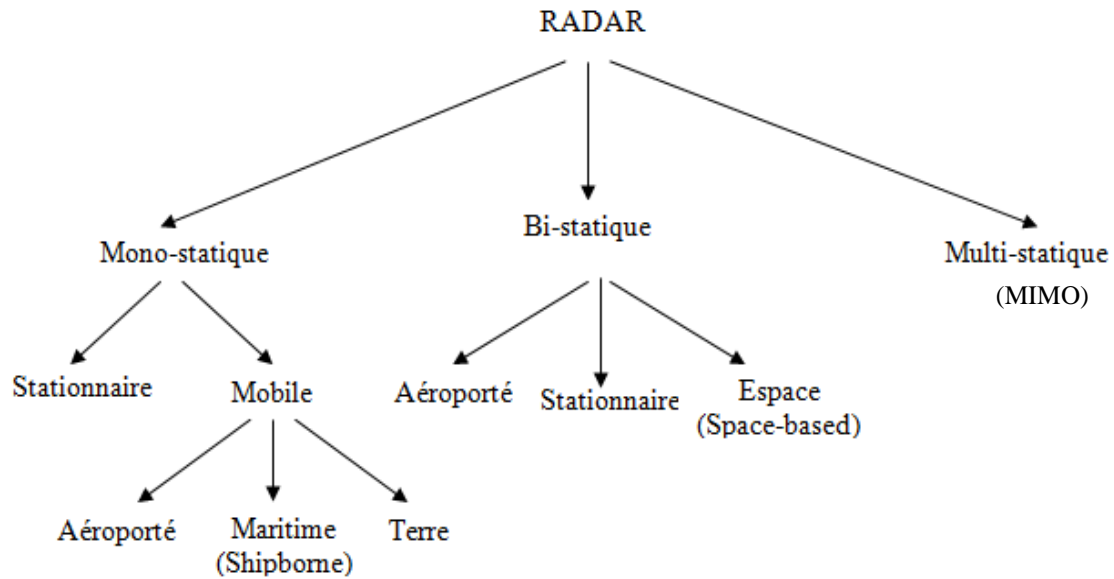 RADAR
Mono-statique
Bi-statique
Multi-statique
(MIMO)
Stationnaire
Mobile
Aéroporté
Stationnaire
Espace
(Space-based)
Aéroporté
Maritime
(Shipborne)
Terre